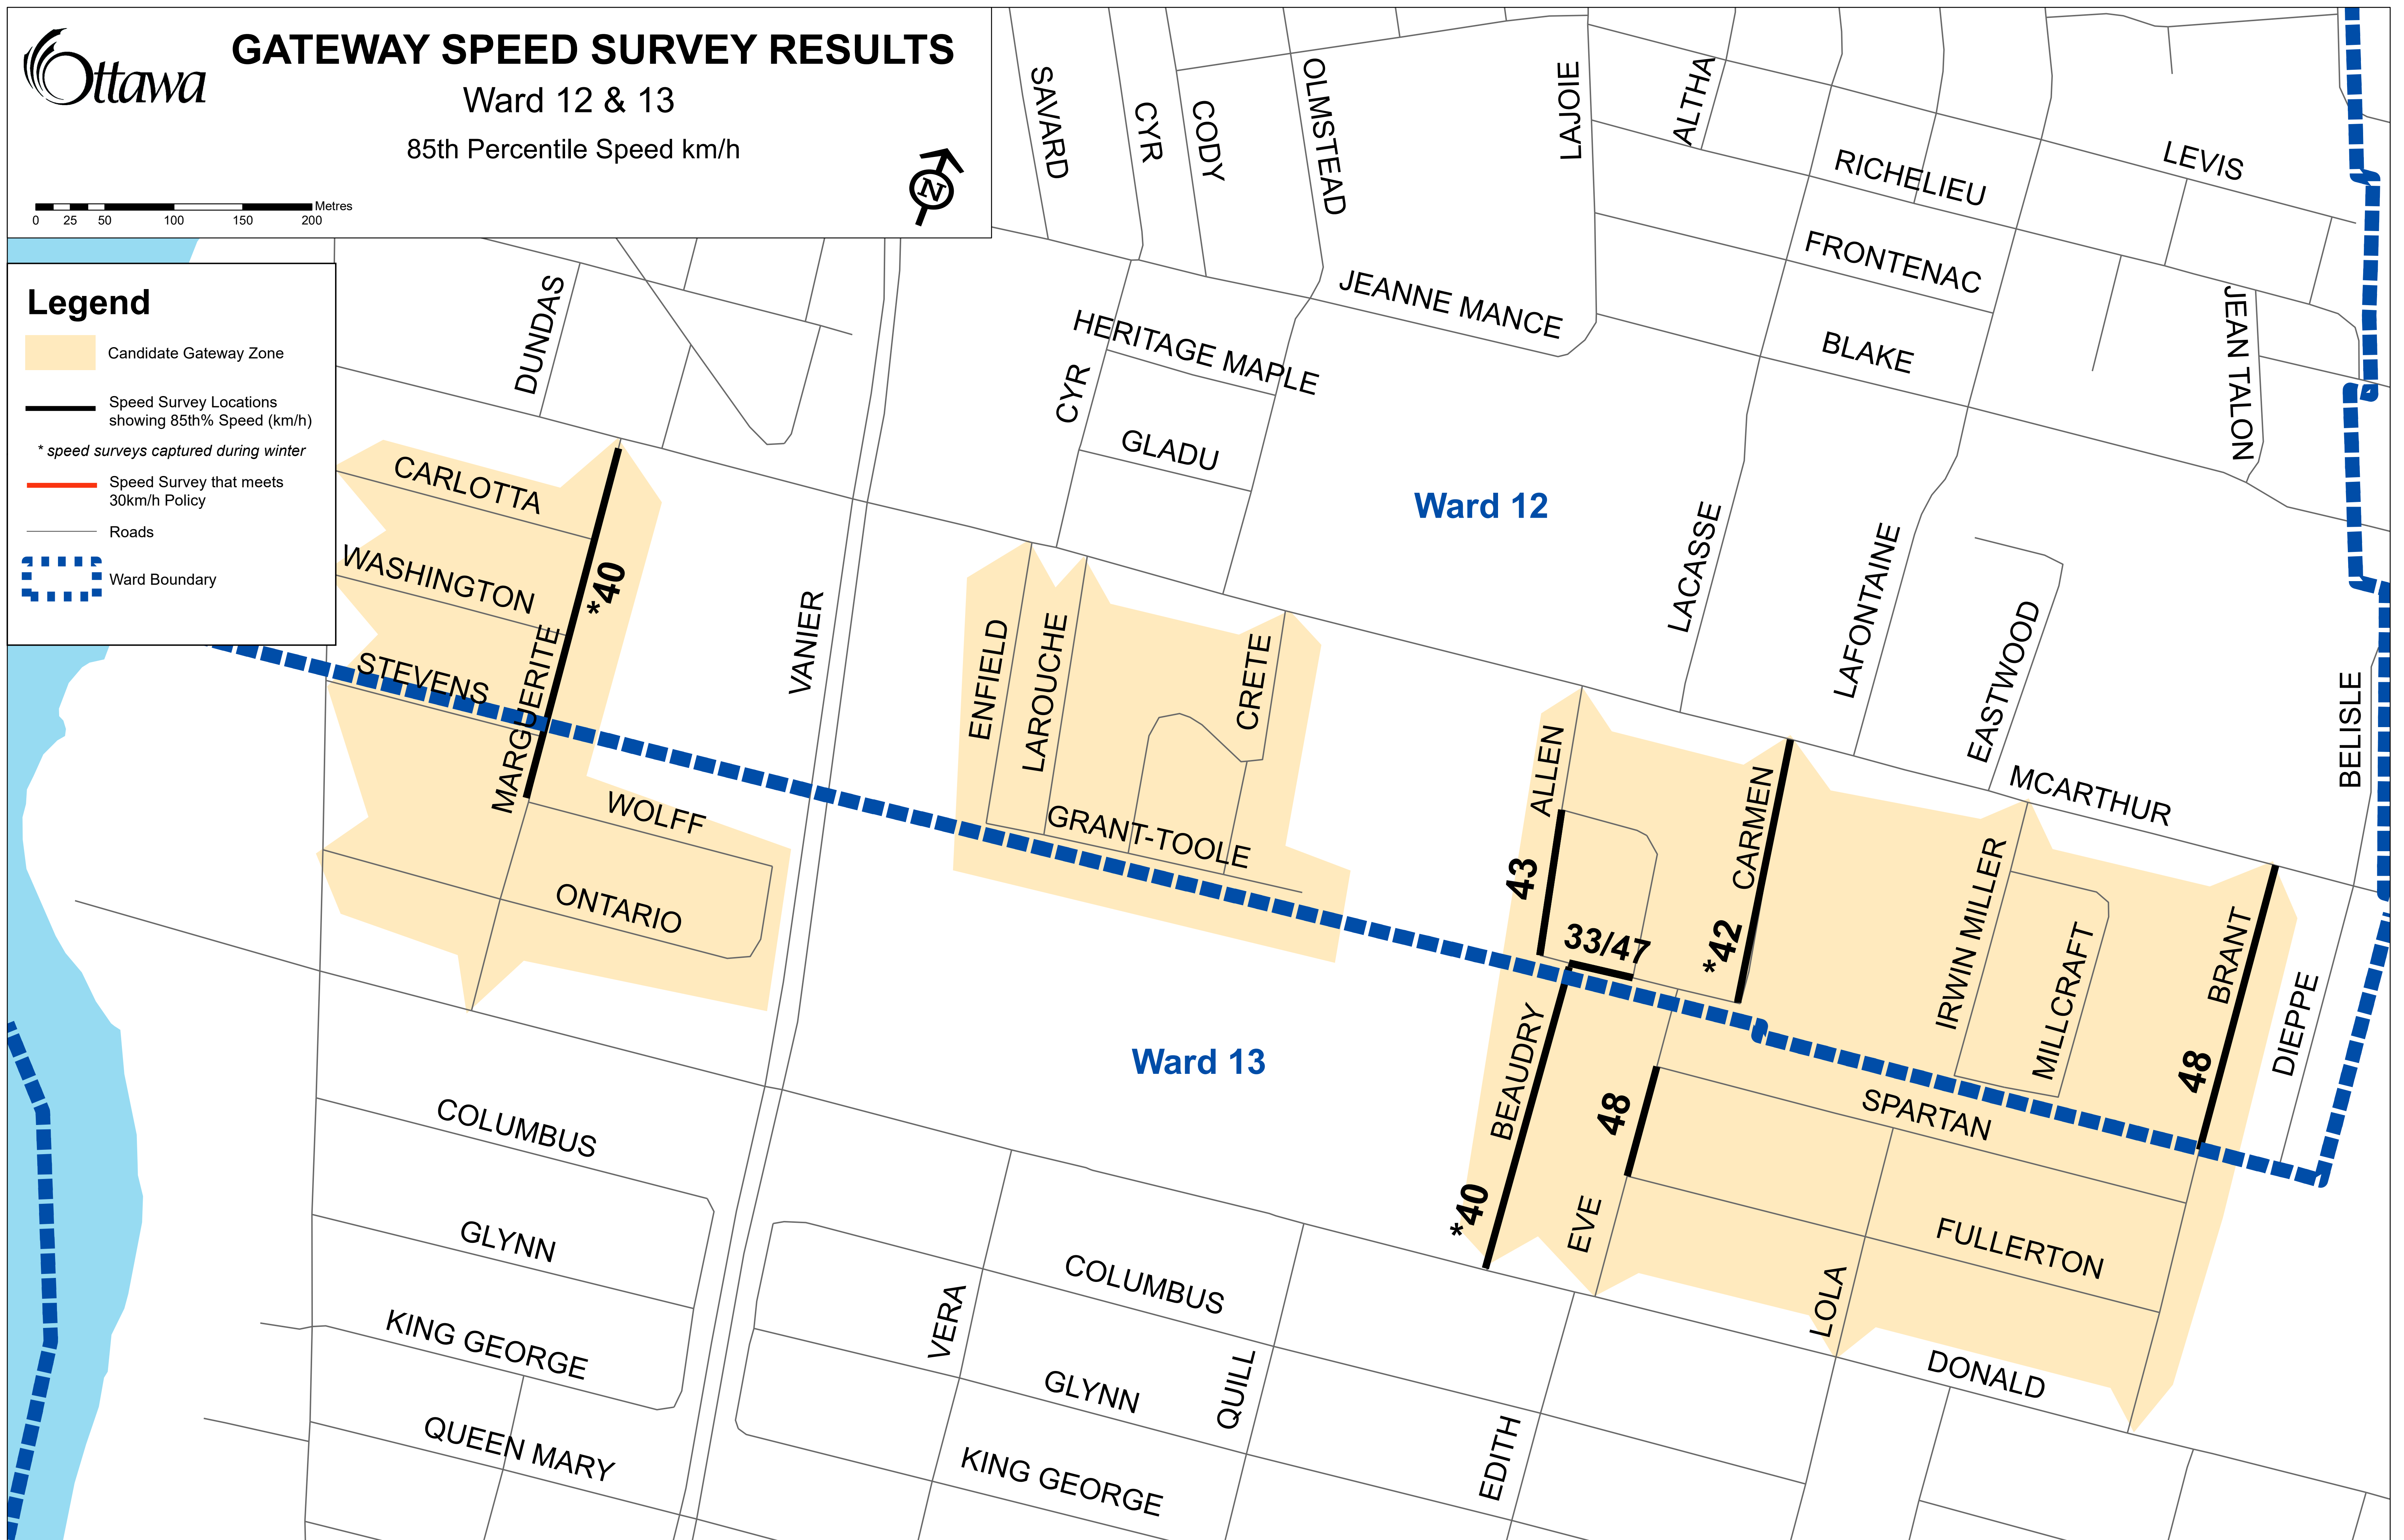 Ottawa
GATEWAY SPEED SURVEY RESULTS
Ward 12 & 13
85th Percentile Speed km/h
N
Metres
0 25 50 100 150 200
Legend
Candidate Gateway Zone
Speed Survey Locations
showing 85th% Speed (km/h)
* speed surveys captured during winter
Speed Survey that meets
30km/h Policy
Roads
Ward Boundary
SAVARD
CYR
CODY
OLMSTEAD
LAJOIE
ALTHA
LEVIS
RICHELIEU
FRONTENAC
BLAKE
JEAN TALON
JEANNE MANCE
HERITAGE MAPLE
CYR
GLADU
DUNDAS
CARLOTTA
WASHINGTON
STEVENS
MARGUERITE
*40
VANIER
WOLFF
ONTARIO
Ward 12
ENFIELD
LAROUCHE
CRETE
GRANT-TOOLE
LACASSE
LAFONTAINE
EASTWOOD
BELISLE
MCARTHUR
ALLEN
43
33/47
CARMEN
*42
IRWIN MILLER
MILLCRAFT
BRANT
48
DIEPPE
Ward 13
BEAUDRY
*40
48
EVE
SPARTAN
FULLERTON
LOLA
DONALD
COLUMBUS
GLYNN
KING GEORGE
QUEEN MARY
VERA
COLUMBUS
GLYNN
QUILL
KING GEORGE
EDITH